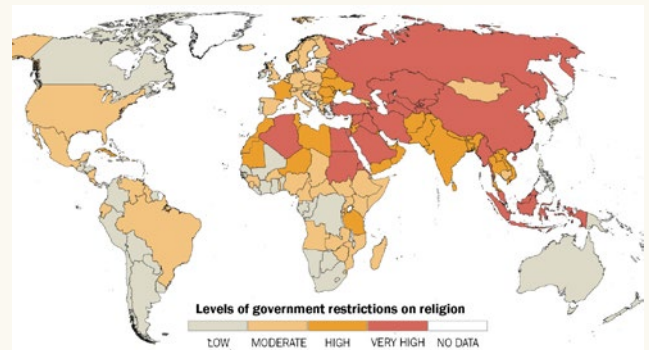 Levels of government restrictions on religion
LOW MODERATE HIGH VERY HIGH NO DATA